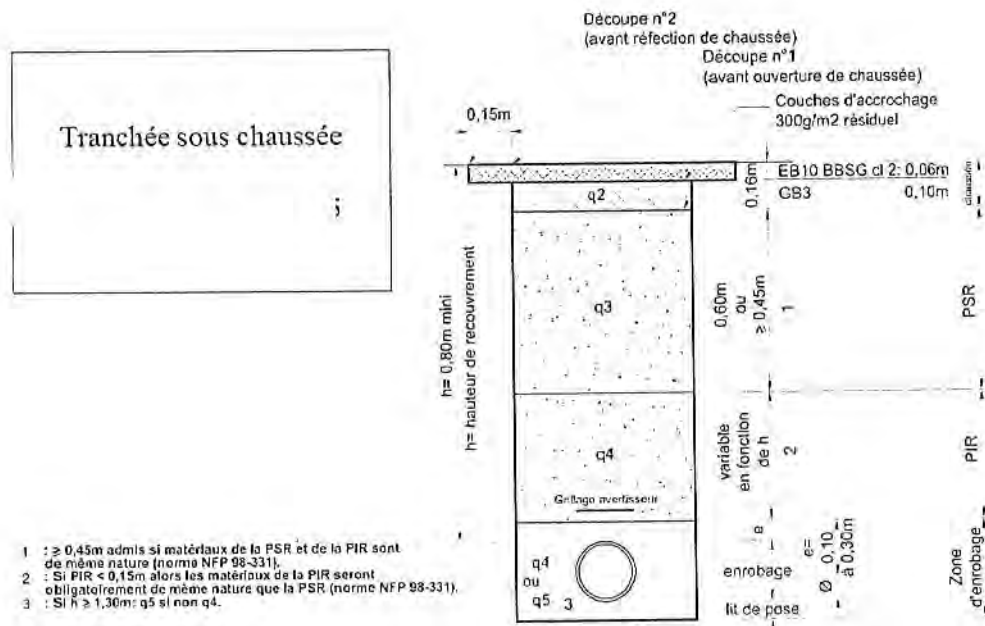 Découpe n°2
(avant réfection de chaussée)
Découpe n°1
(avant ouverture de chaussée)
Couches d'accrochage
300g/m2 résiduel
Tranchée sous chaussée
;
0,15m
EB10 BBSG cl 2: 0,06m
GB3 0,10m
0,16m
chaussée
q2
h= 0,80m mini
h= hauteur de recouvrement
q3
0,60m
ou
≥ 0,45m
1
PSR
q4
variable
en fonction
de h
2
PIR
Grillage avertisseur
q4
ou
q5 3
e
enrobage
lit de pose
e=
Ø 0,10
à 0,30m
Zone
d'enrobage
1 : ≥ 0,45m admis si matériaux de la PSR et de la PIR sont
de même nature (norme NFP 98-331).
2 : Si PIR < 0,15m alors les matériaux de la PIR seront
obligatoirement de même nature que la PSR (norme NFP 98-331).
3 : Si h ≥ 1,30m: q5 si non q4.